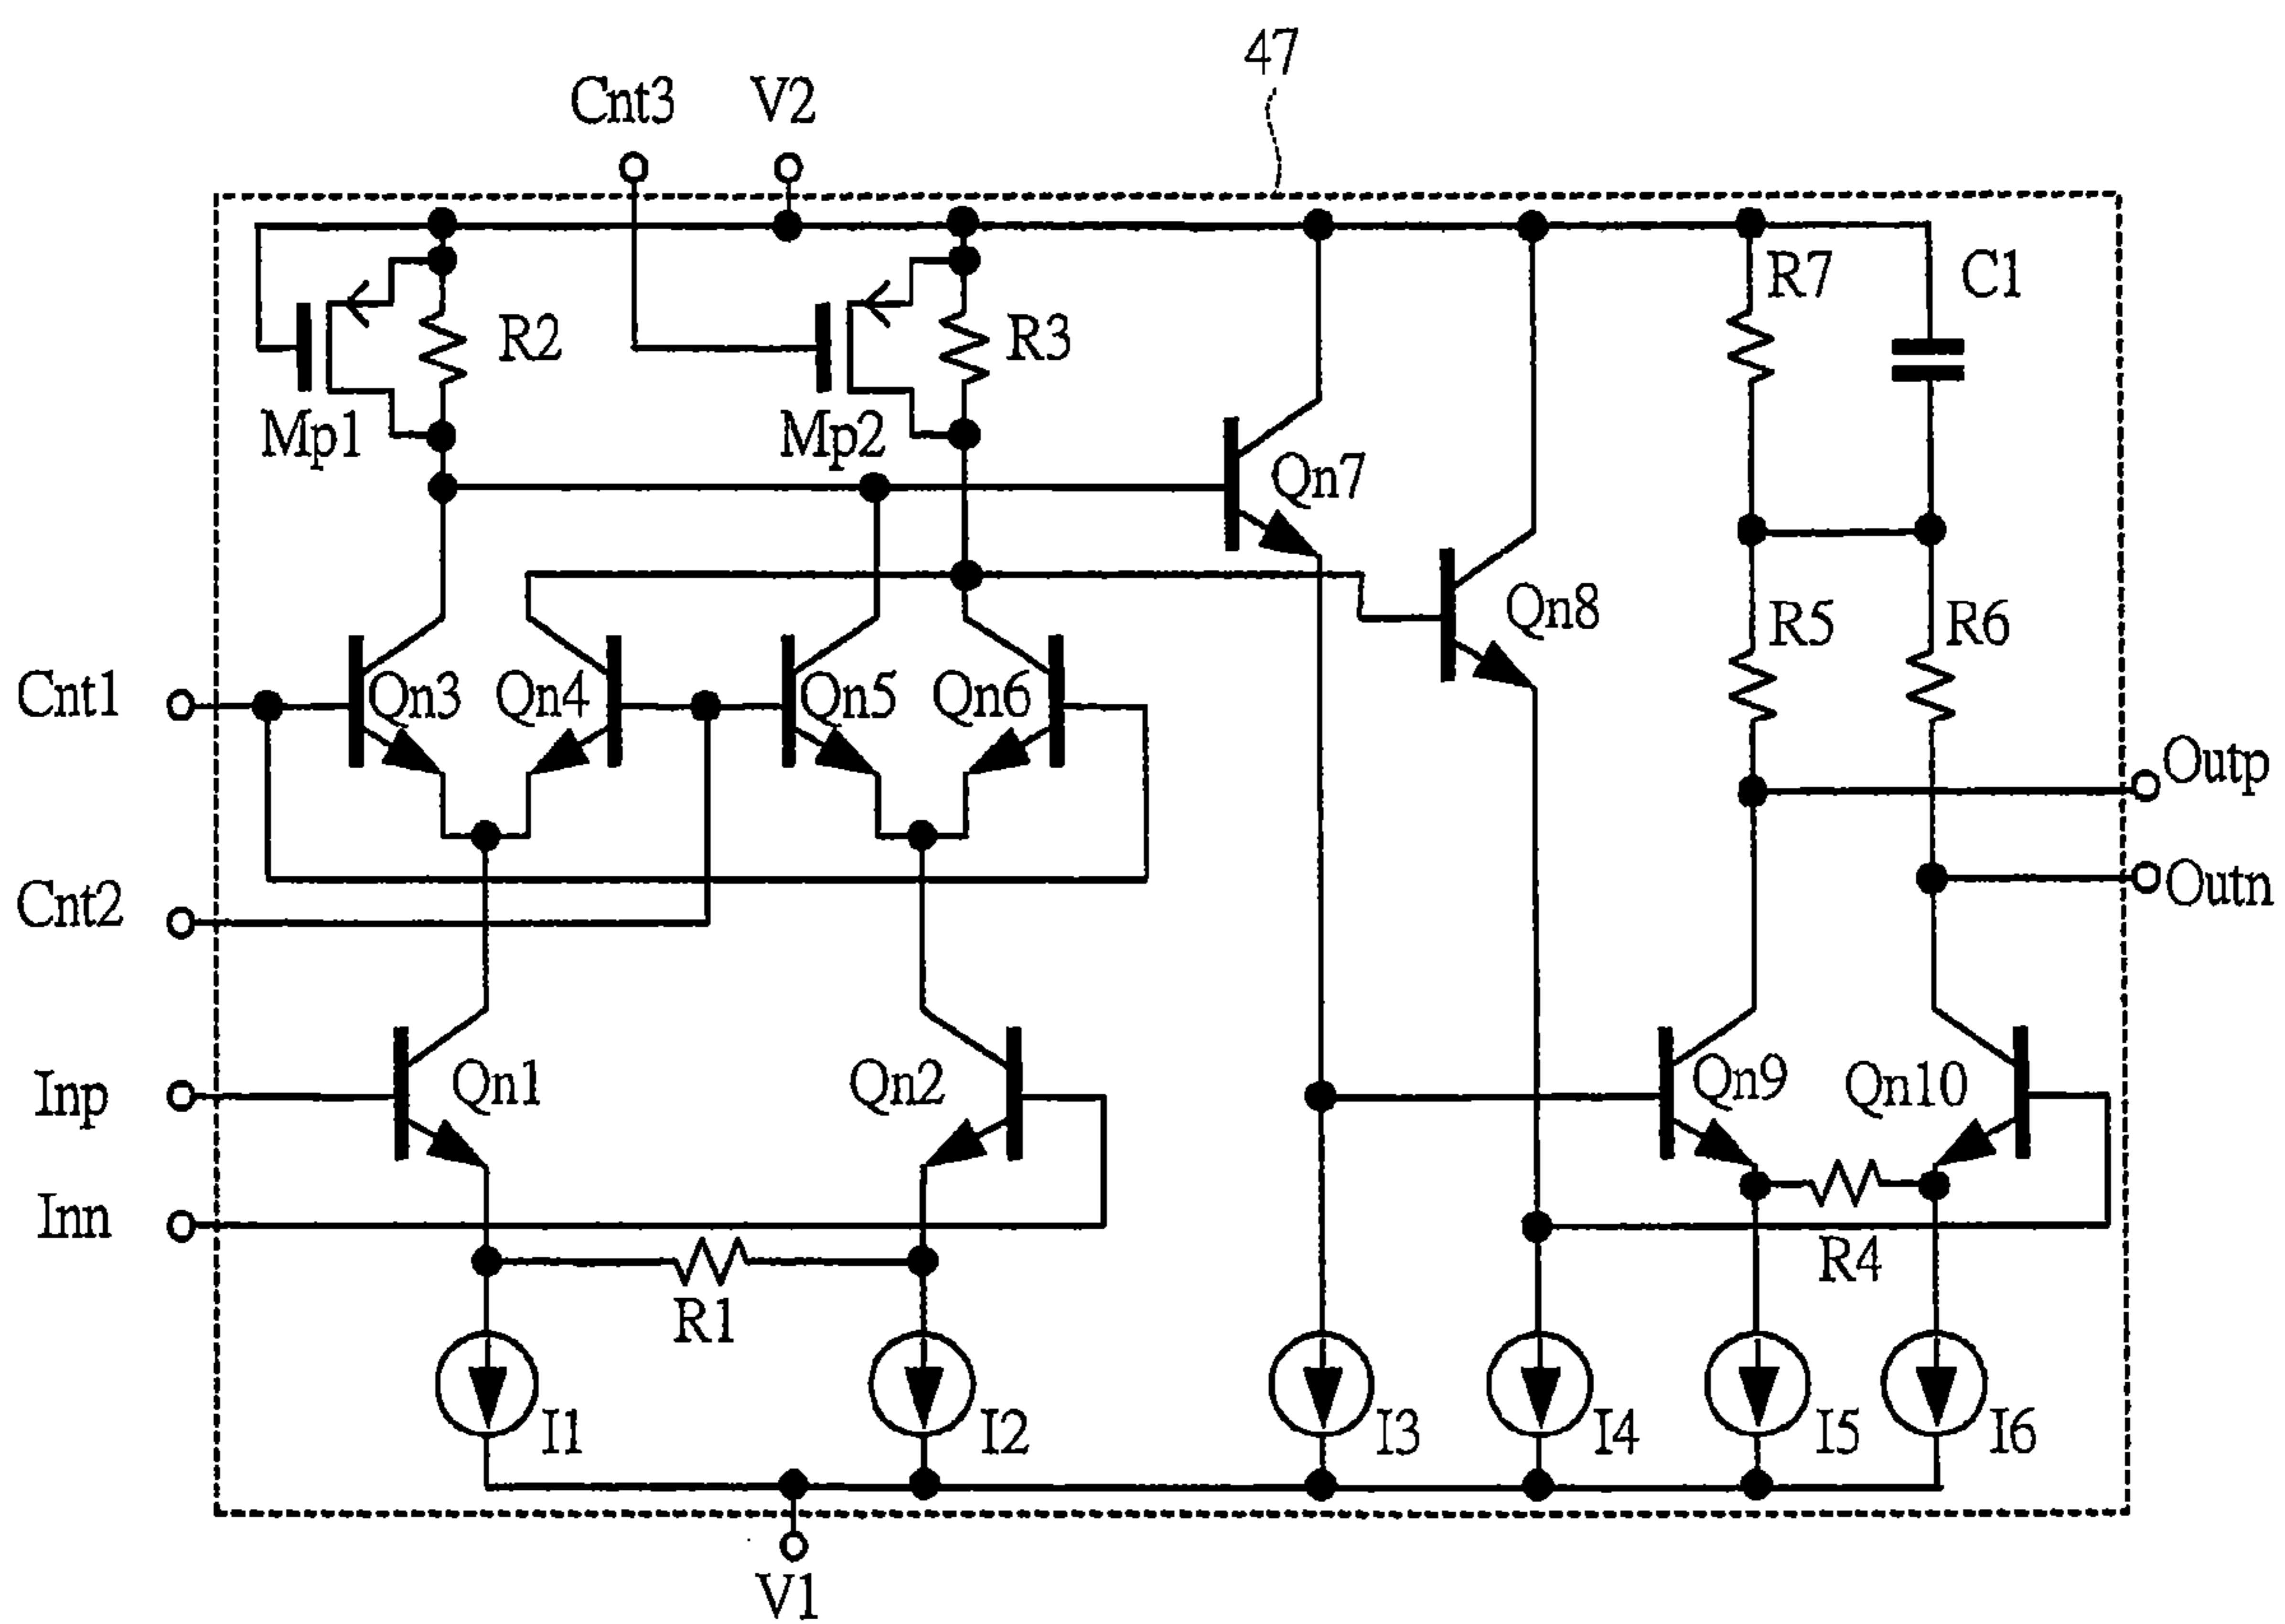 47
Cnt3
V2
R7
C1
R2
R3
Mp1
Mp2
Qn7
Qn8
R5
R6
Cnt1
Qn3
Qn4
Qn5
Qn6
Outp
Cnt2
Outn
Inp
Qn1
Qn2
Qn9
Qn10
Inn
R4
R1
I1
I2
I3
I4
I5
I6
V1